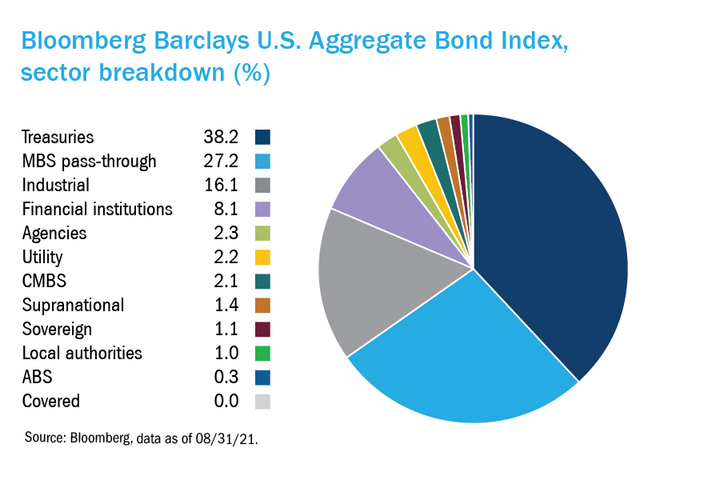 Bloomberg Barclays U.S. Aggregate Bond Index,
sector breakdown (%)
Treasuries 38.2
MBS pass-through 27.2
Industrial 16.1
Financial institutions 8.1
Agencies 2.3
Utility 2.2
CMBS 2.1
Supranational 1.4
Sovereign 1.1
Local authorities 1.0
ABS 0.3
Covered 0.0
Source: Bloomberg, data as of 08/31/21.